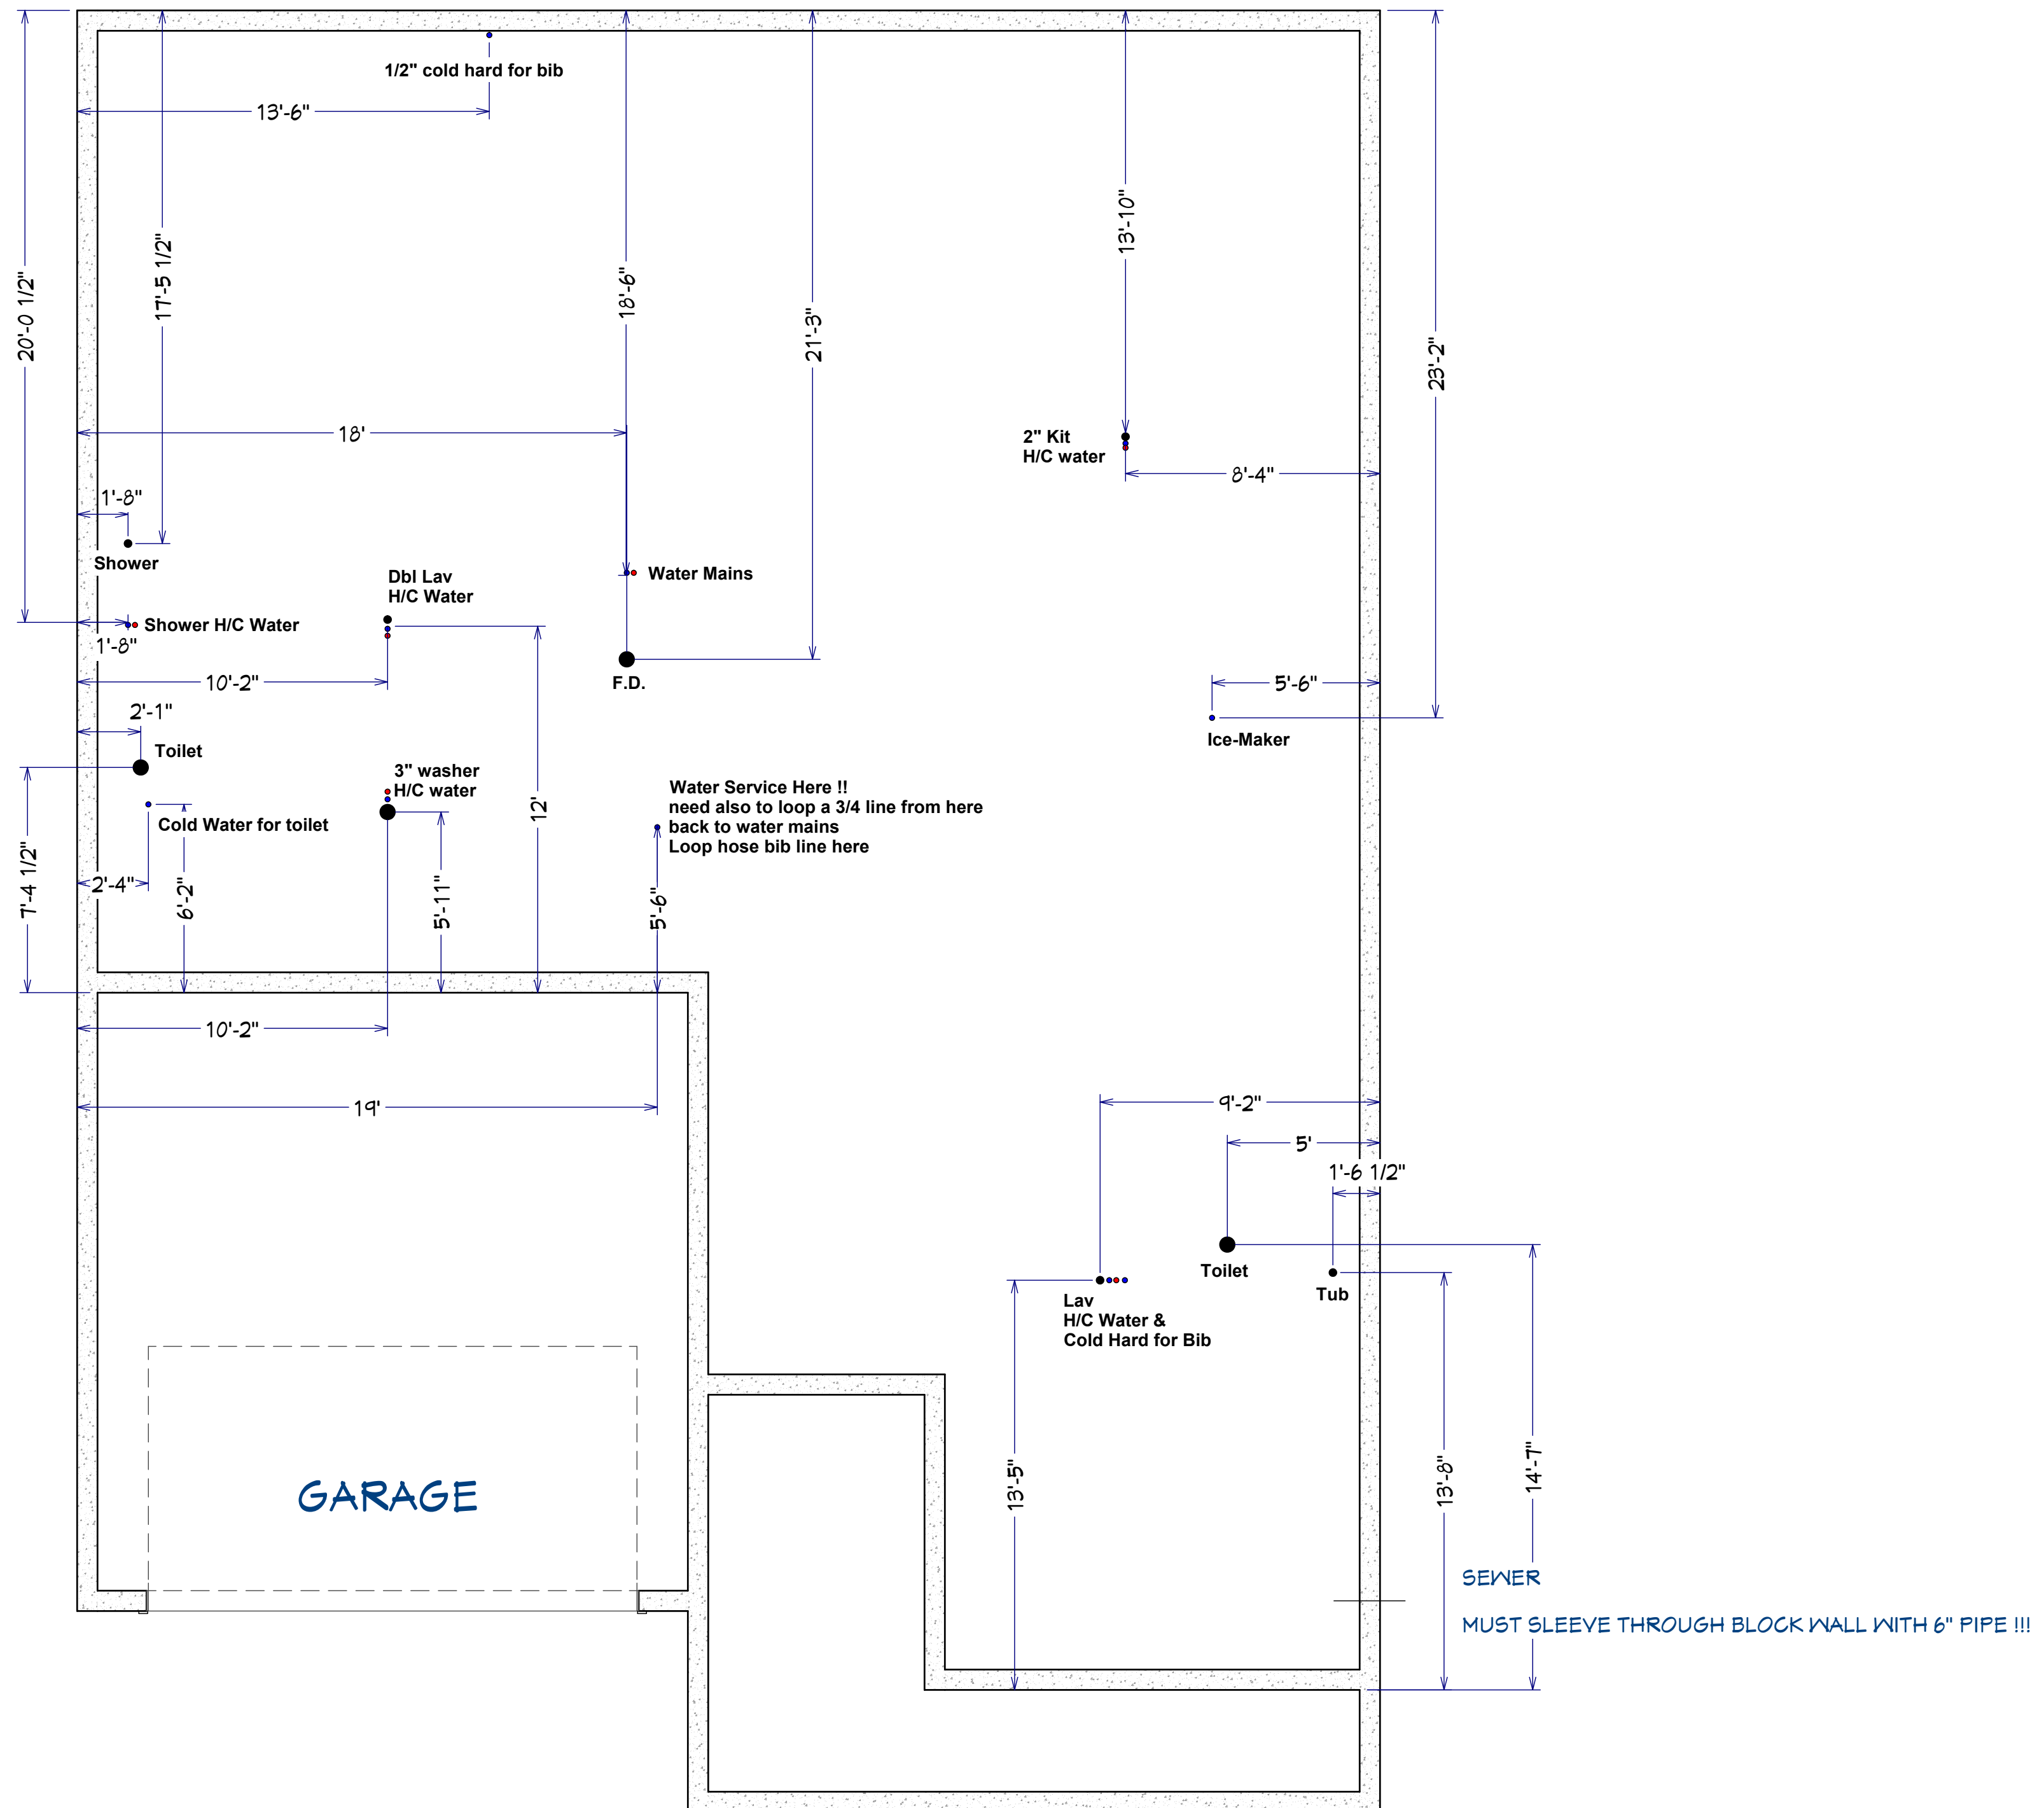 1/2" cold hard for bib
13'-6"
13'-10"
17'-5 1/2"
18'-6"
20'-0 1/2"
21'-3"
23'-2"
18'
2" Kit
H/C water
8'-4"
1'-8"
Shower
Dbl Lav
H/C Water
Water Mains
Shower H/C Water
1'-8"
10'-2"
F.D.
5'-6"
2'-1"
Toilet
Ice-Maker
3" washer
H/C water
Water Service Here !!
need also to loop a 3/4 line from here
back to water mains
Loop hose bib line here
12'
Cold Water for toilet
7'-4 1/2"
2'-4"
6'-2"
5'-11"
5'-6"
10'-2"
19'
9'-2"
5'
1'-6 1/2"
Toilet
Tub
Lav
H/C Water &
Cold Hard for Bib
13'-5"
13'-8"
14'-7"
GARAGE
SEWER
MUST SLEEVE THROUGH BLOCK WALL WITH 6" PIPE !!!